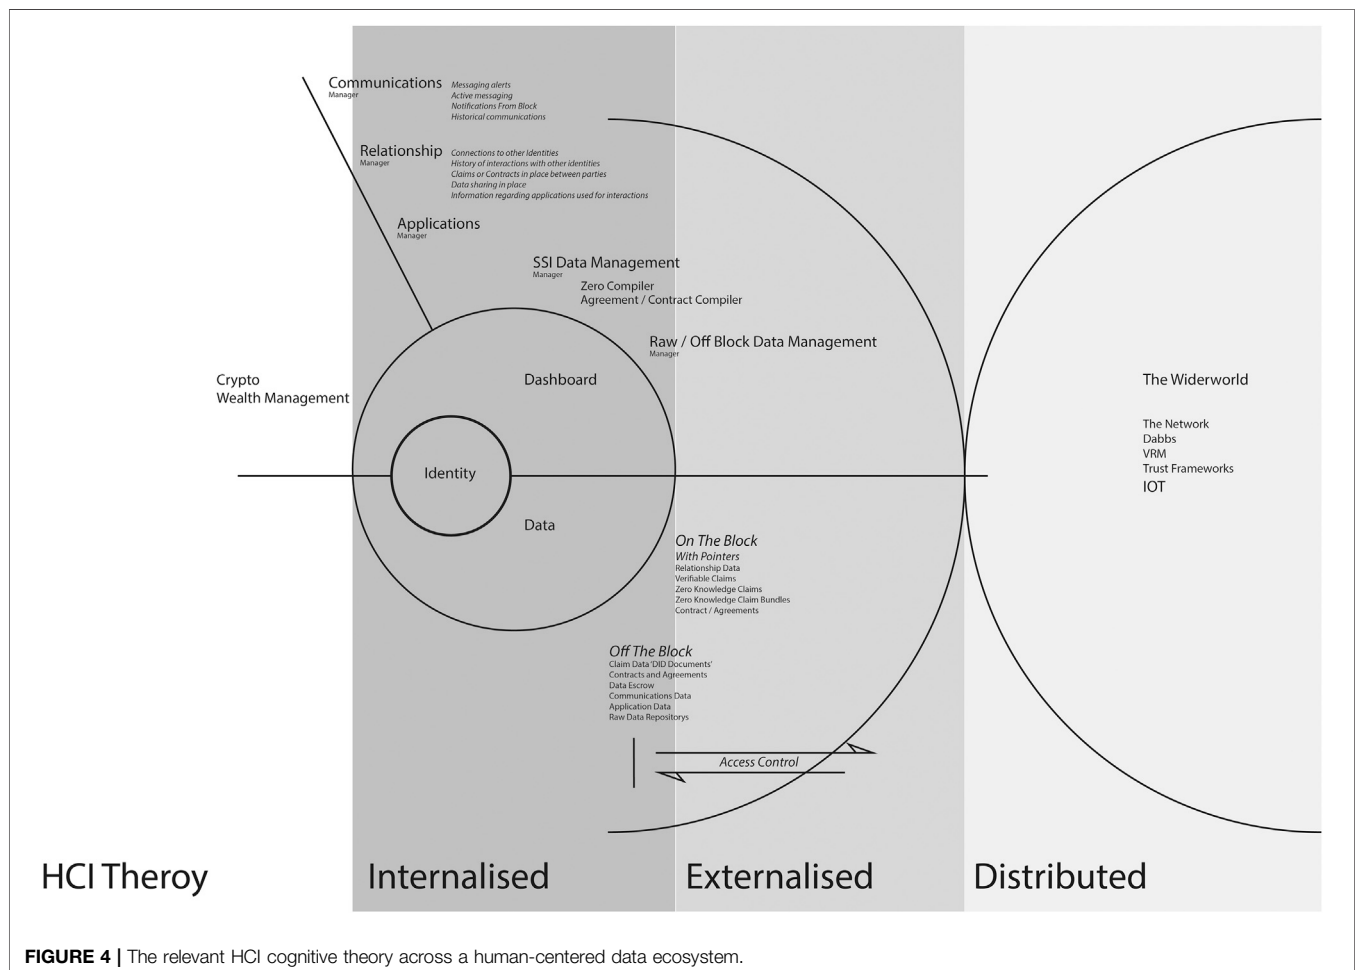 Communications
Manager
Messaging alerts
Active messaging
Notifications From Block
Historical communications
Relationship
Manager
Connections to other Identities
History of interactions with other identities
Claims or Contracts in place between parties
Data sharing in place
Information regarding applications used for interactions
Applications
Manager
SSI Data Management
Manager
Zero Compiler
Agreement / Contract Compiler
Raw / Off Block Data Management
Manager
Crypto
Wealth Management
Dashboard
Identity
Data
The Widerworld
The Network
Dabbs
VRM
Trust Frameworks
IOT
On The Block
With Pointers
Relationship Data
Verifiable Claims
Zero Knowledge Claims
Zero Knowledge Claim Bundles
Contract / Agreements
Off The Block
Claim Data 'DID Documents'
Contracts and Agreements
Data Escrow
Communications Data
Application Data
Raw Data Repositorys
Access Control
HCI Theroy
Internalised
Externalised
Distributed
FIGURE 4 | The relevant HCI cognitive theory across a human-centered data ecosystem.